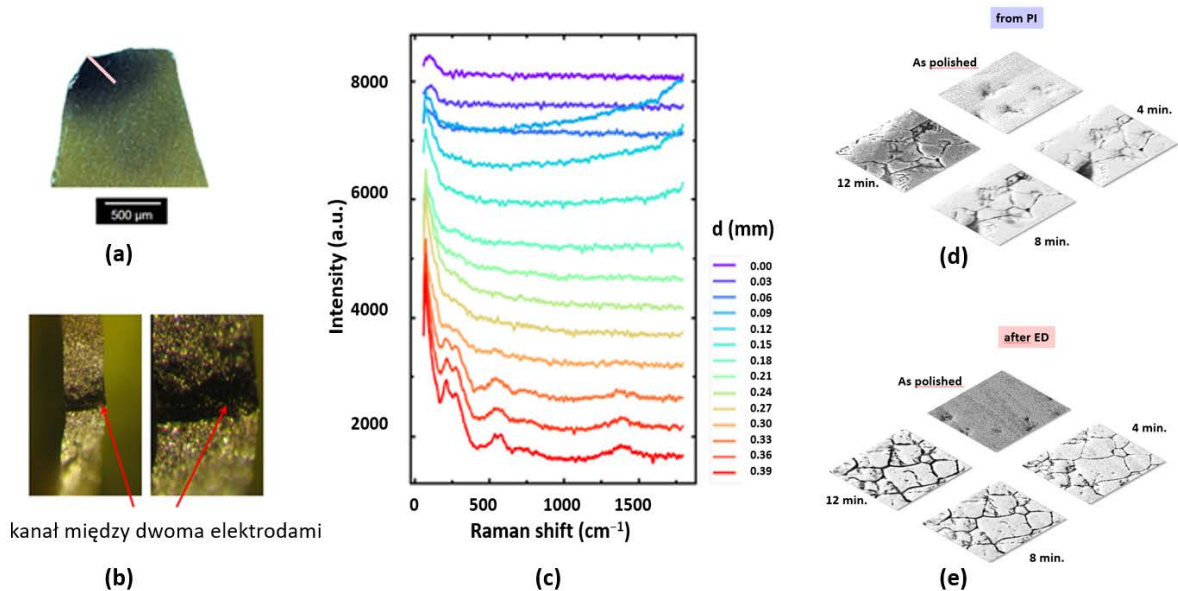 500 µm
(a)
kanał między dwoma elektrodami
(b)
8000
6000
4000
2000
Intensity (a.u.)
0
500
1000
1500
Raman shift (cm⁻¹)
d (mm)
0.00
0.03
0.06
0.09
0.12
0.15
0.18
0.21
0.24
0.27
0.30
0.33
0.36
0.39
(c)
from PI
As polished
4 min.
12 min.
8 min.
(d)
after ED
As polished
4 min.
12 min.
8 min.
(e)